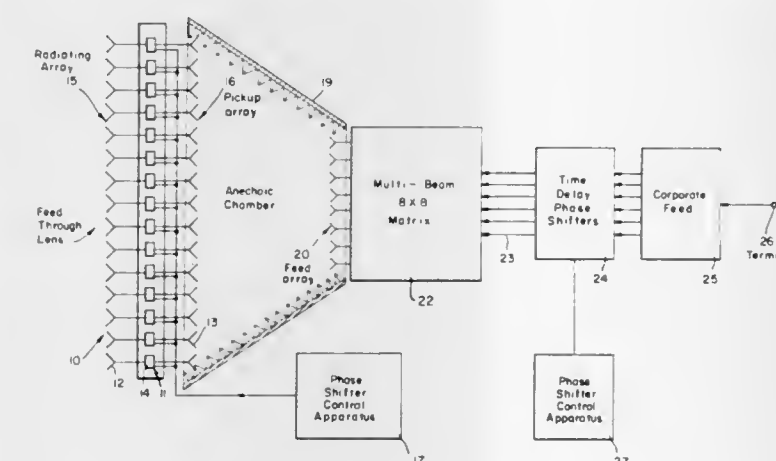 Radiating
Array
15
16
Pickup
array
19
Anechoic
Chamber
Feed
Through
Lens
20
Feed
array
Multi-Beam
8X8
Matrix
22
23
Time
Delay
Phase
Shifters
24
Corporate
Feed
25
26
10
12
14
11
13
Phase
Shifter
Control
Apparatus
17
Phase
Shifter
Control
Apparatus